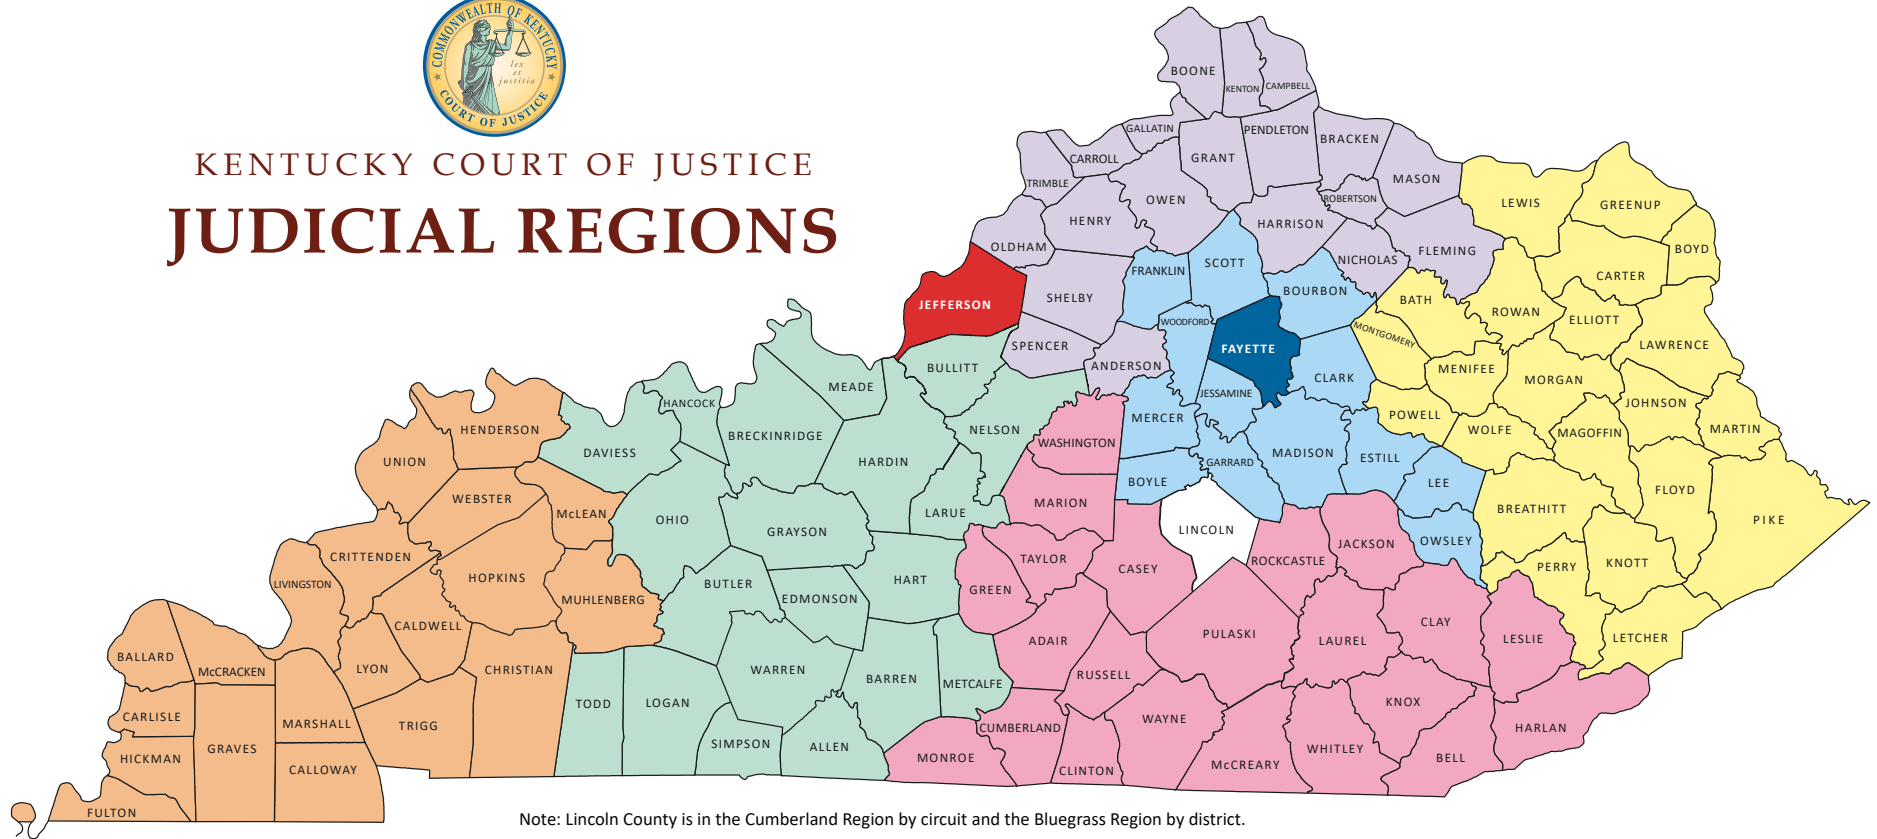 COMMONWEALTH OF KENTUCKY
lex
et
justitia
COURT OF JUSTICE
KENTUCKY COURT OF JUSTICE
JUDICIAL REGIONS
BOONE
KENTON
CAMPBELL
GALLATIN
PENDLETON
BRACKEN
CARROLL
GRANT
TRIMBLE
MASON
OWEN
ROBERTSON
LEWIS
GREENUP
HENRY
HARRISON
OLDHAM
FLEMING
BOYD
NICHOLAS
FRANKLIN
SCOTT
CARTER
JEFFERSON
SHELBY
BOURBON
BATH
ROWAN
ELLIOTT
WOODFORD
MONTGOMERY
SPENCER
FAYETTE
LAWRENCE
BULLITT
ANDERSON
MENIFEE
MEADE
CLARK
MORGAN
HANCOCK
JESSAMINE
JOHNSON
HENDERSON
BRECKINRIDGE
NELSON
MERCER
POWELL
WOLFE
MAGOFFIN
MARTIN
UNION
DAVIESS
HARDIN
WASHINGTON
GARRARD
MADISON
ESTILL
WEBSTER
BOYLE
LEE
FLOYD
McLEAN
OHIO
LARUE
MARION
BREATHITT
PIKE
GRAYSON
LINCOLN
CRITTENDEN
TAYLOR
JACKSON
OWSLEY
LIVINGSTON
HOPKINS
BUTLER
HART
CASEY
ROCKCASTLE
PERRY
KNOTT
MUHLENBERG
EDMONSON
GREEN
CALDWELL
ADAIR
PULASKI
LAUREL
CLAY
LESLIE
LETCHER
BALLARD
McCRACKEN
LYON
CHRISTIAN
WARREN
BARREN
METCALFE
RUSSELL
CARLISLE
MARSHALL
TRIGG
TODD
LOGAN
CUMBERLAND
WAYNE
KNOX
HARLAN
HICKMAN
GRAVES
SIMPSON
ALLEN
MONROE
WHITLEY
BELL
CALLOWAY
CLINTON
McCREARY
FULTON
Note: Lincoln County is in the Cumberland Region by circuit and the Bluegrass Region by district.